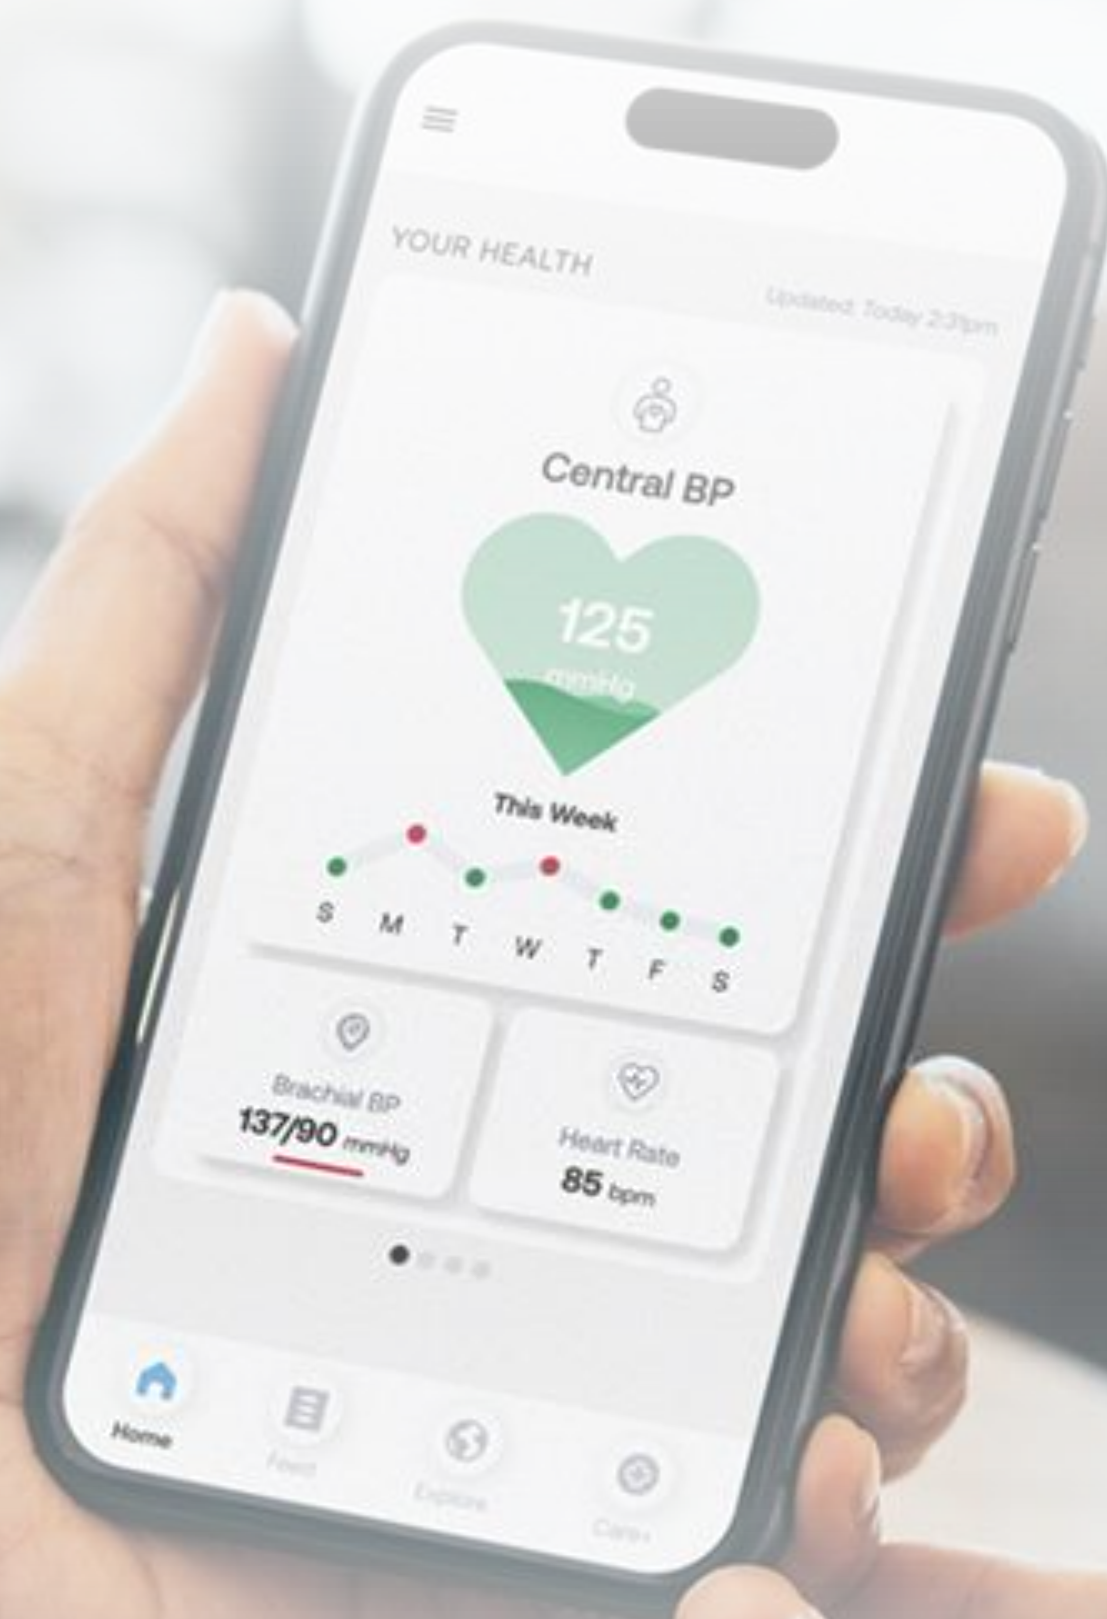 YOUR HEALTH
Updated: Today 2:31pm
Central BP
125
mmHg
This Week
S M T W T F S
Brachial BP
137/90 mmHg
Heart Rate
85 bpm
Home
Feed
Explore
Care+